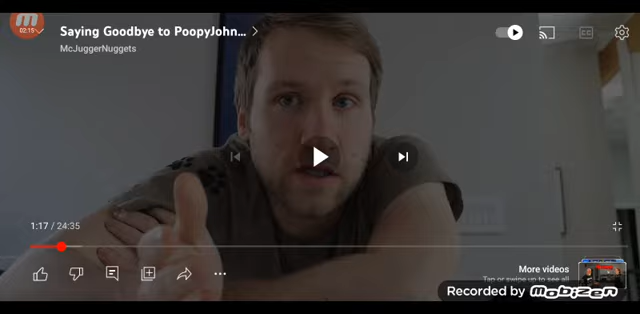 02:15
Saying Goodbye to PoopyJohn...
McJuggerNuggets
CC
1:17 / 24:35
More videos
Tap or swipe up to see all
Recorded by Mobizen